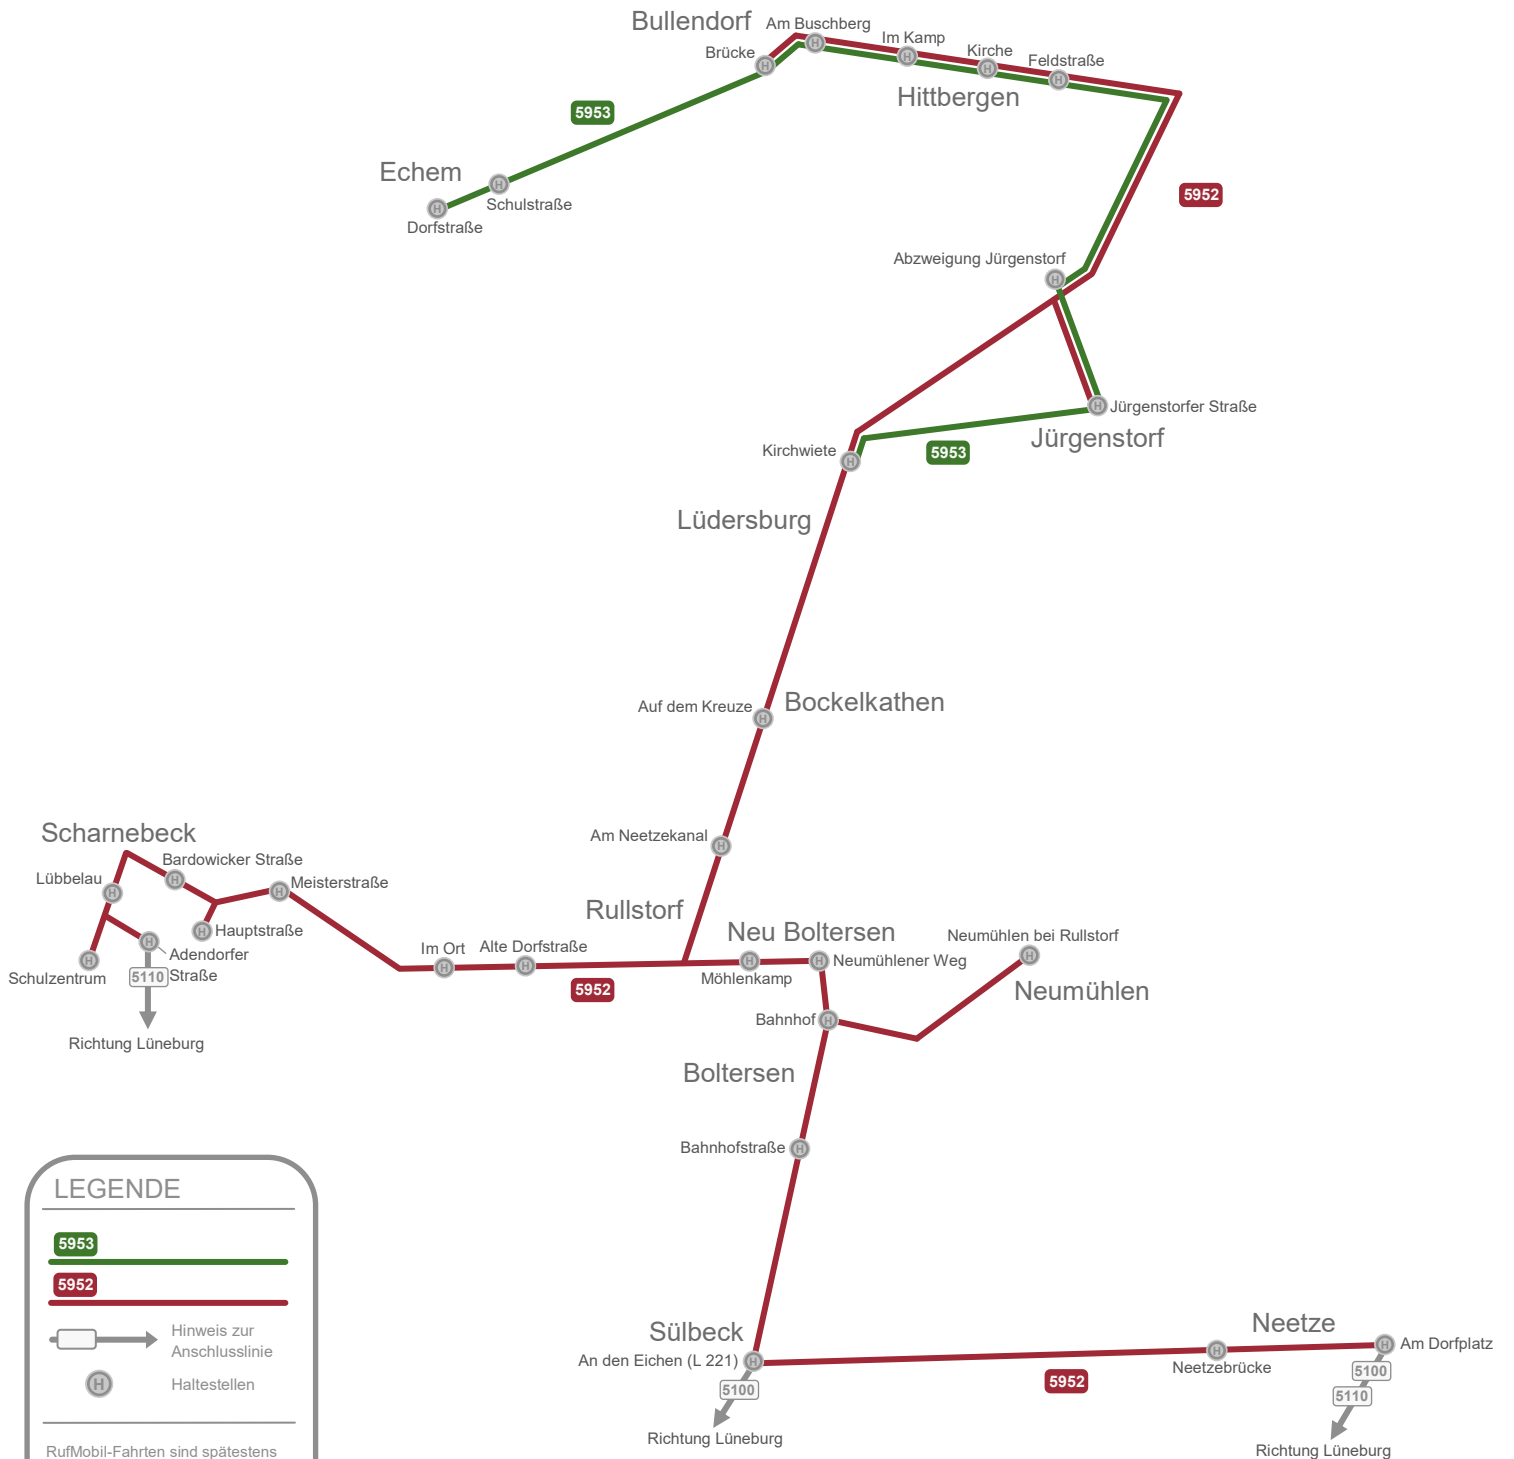 Bullendorf
Am Buschberg
Brücke
Im Kamp
Kirche
Feldstraße
Hittbergen
5953
Echem
Schulstraße
Dorfstraße
5952
Abzweigung Jürgenstorf
Jürgenstorfer Straße
Jürgenstorf
Kirchwiete
5953
Lüdersburg
Auf dem Kreuze
Bockelkathen
Am Neetzekanal
Scharnebeck
Bardowicker Straße
Lübbelau
Meisterstraße
Hauptstraße
Adendorfer
Straße
Schulzentrum
5110
Richtung Lüneburg
Rullstorf
Im Ort
Alte Dorfstraße
5952
Neu Boltersen
Möhlenkamp
Neumühlener Weg
Neumühlen bei Rullstorf
Neumühlen
Bahnhof
Boltersen
Bahnhofstraße
Sülbeck
An den Eichen (L 221)
5100
Richtung Lüneburg
5952
Neetze
Neetzebrücke
Am Dorfplatz
5100
5110
Richtung Lüneburg
LEGENDE
5953
5952
Hinweis zur
Anschlusslinie
H
Haltestellen
RufMobil-Fahrten sind spätestens